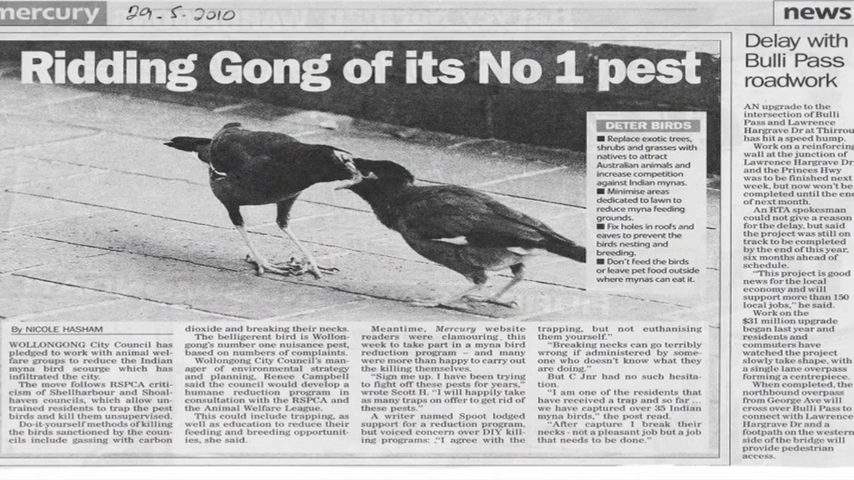 mercury
29-5-2010
news
Ridding Gong of its No 1 pest
DETER BIRDS
■ Replace exotic trees,
shrubs and grasses with
natives to attract
Australian animals and
increase competition
against Indian mynas.
■ Minimise areas
dedicated to lawn to
reduce myna feeding
grounds.
■ Fix holes in roofs and
eaves to prevent the
birds nesting and
breeding.
■ Don't feed the birds
or leave pet food outside
where mynas can eat it.
By NICOLE HASHAM
WOLLONGONG City Council has
pledged to work with animal wel-
fare groups to reduce the Indian
myna bird scourge which has
infiltrated the city.
The move follows RSPCA criti-
cism of Shellharbour and Shoal-
haven councils, which allow un-
trained residents to trap the pest
birds and kill them unsupervised.
Do-it-yourself methods of killing
the birds sanctioned by the coun-
cils include gassing with carbon
dioxide and breaking their necks.
The belligerent bird is Wollon-
gong's number one nuisance pest,
based on numbers of complaints.
Wollongong City Council's man-
ager of environmental strategy
and planning, Renee Campbell
said the council would develop a
humane reduction program in
consultation with the RSPCA and
the Animal Welfare League.
This could include trapping, as
well as education to reduce their
feeding and breeding opportunit-
ies, she said.
Meantime, Mercury website
readers were clamouring this
week to take part in a myna bird
reduction program – and many
were more than happy to carry out
the killing themselves.
"Sign me up. I have been trying
to fight off these pests for years,"
wrote Scott H. "I will happily take
as many traps on offer to get rid of
these pests."
A writer named Spoot lodged
support for a reduction program,
but voiced concern over DIY kill-
ing programs: "I agree with the
trapping, but not euthanising
them yourself."
"Breaking necks can go terribly
wrong if administered by some-
one who doesn't know what they
are doing."
But C Jnr had no such hesita-
tion.
"I am one of the residents that
have received a trap and so far ...
we have captured over 35 Indian
myna birds," the post read.
"After capture I break their
necks - not a pleasant job but a job
that needs to be done."
Delay with
Bulli Pass
roadwork
AN upgrade to the
intersection of Bulli
Pass and Lawrence
Hargrave Dr at Thirroul
has hit a speed hump.
Work on a reinforcing
wall at the junction of
Lawrence Hargrave Dr
and the Princes Hwy
was to be finished next
week, but now won't be
completed until the end
of next month.
An RTA spokesman
could not give a reason
for the delay, but said
the project was still on
track to be completed
by the end of this year,
six months ahead of
schedule.
"This project is good
news for the local
economy and will
support more than 150
local jobs," he said.
Work on the
$31 million upgrade
began last year and
residents and
commuters have
watched the project
slowly take shape, with
a single lane overpass
forming a centrepiece.
When completed, the
northbound overpass
from George Ave will
cross over Bulli Pass to
connect with Lawrence
Hargrave Dr and a
footpath on the western
side of the bridge will
provide pedestrian
access.